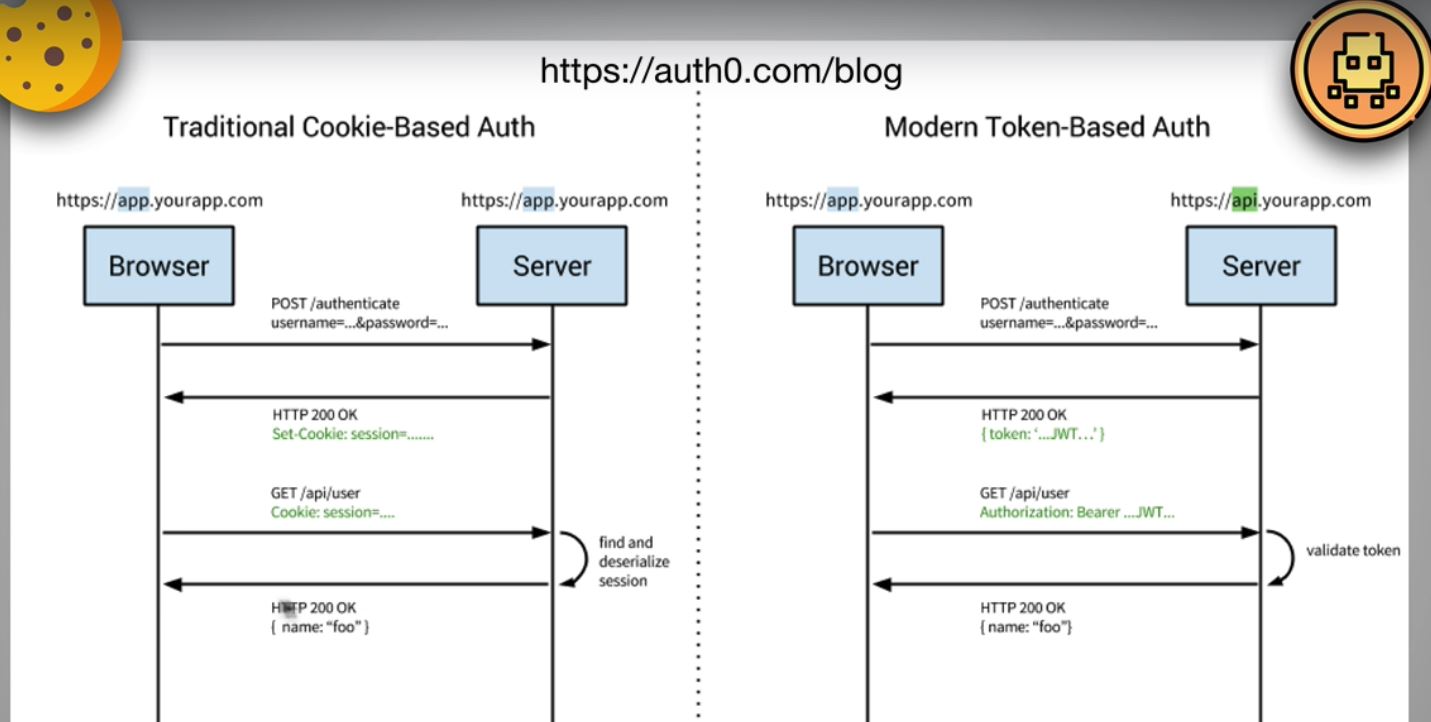 https://auth0.com/blog
Traditional Cookie-Based Auth
https://app.yourapp.com
https://app.yourapp.com
Browser
Server
POST /authenticate
username=...&password=...
HTTP 200 OK
Set-Cookie: session=.......
GET /api/user
Cookie: session=....
find and
deserialize
session
HTTP 200 OK
{ name: “foo” }
Modern Token-Based Auth
https://app.yourapp.com
https://api.yourapp.com
Browser
Server
POST /authenticate
username=...&password=...
HTTP 200 OK
{ token: ‘...JWT...’ }
GET /api/user
Authorization: Bearer ...JWT...
validate token
HTTP 200 OK
{ name: “foo”}